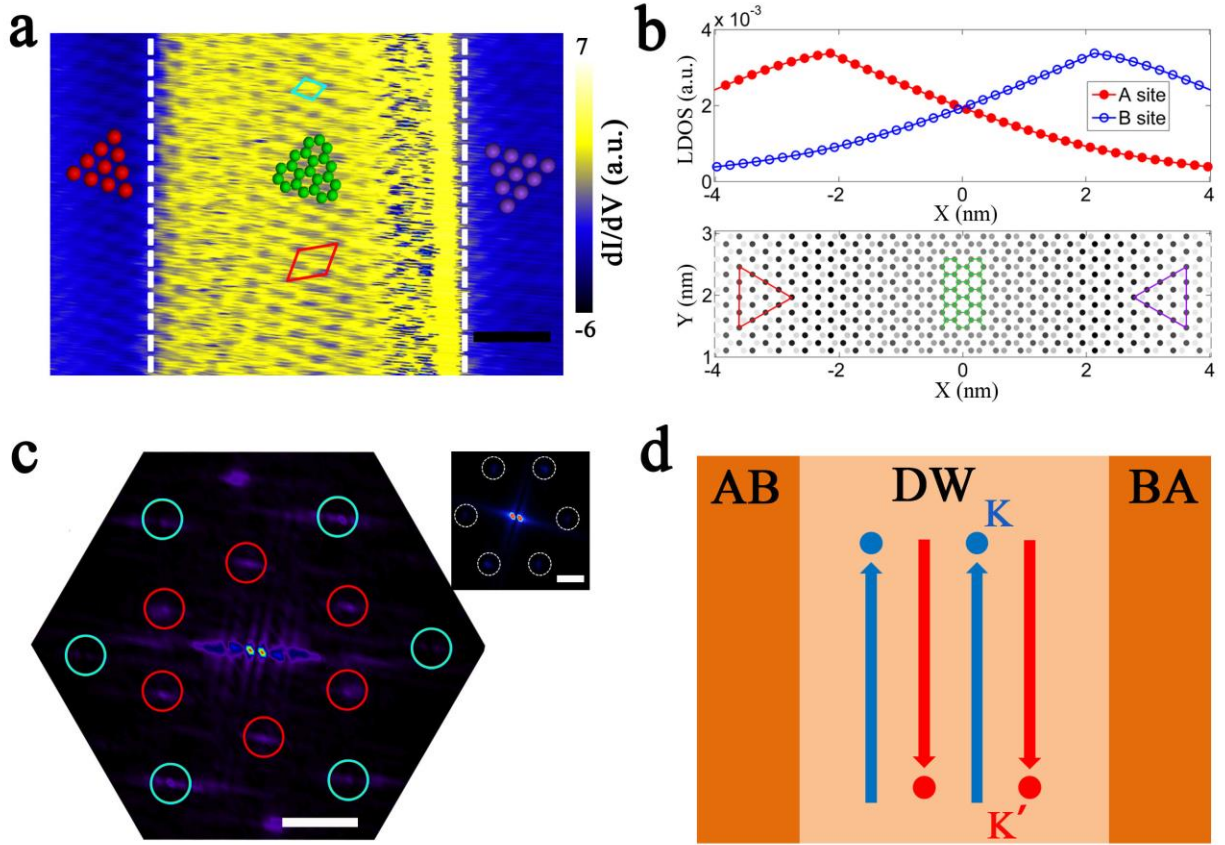 a
7
dI/dV (a.u.)
-6
b
x 10⁻³
LDOS (a.u.)
4
2
0
A site
B site
-4
-2
0
2
4
X (nm)
Y (nm)
3
2
1
-4
-2
0
2
4
X (nm)
c
d
AB
DW
BA
K
K′